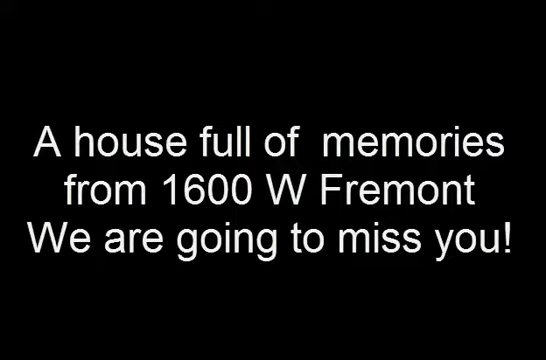 A house full of  memories
from 1600 W Fremont
We are going to miss you!